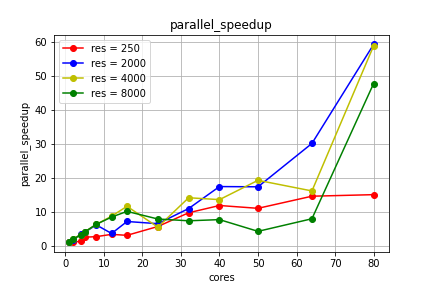 parallel_speedup
res = 250
res = 2000
res = 4000
res = 8000
60
50
40
30
20
10
0
parallel_speedup
0 10 20 30 40 50 60 70 80
cores